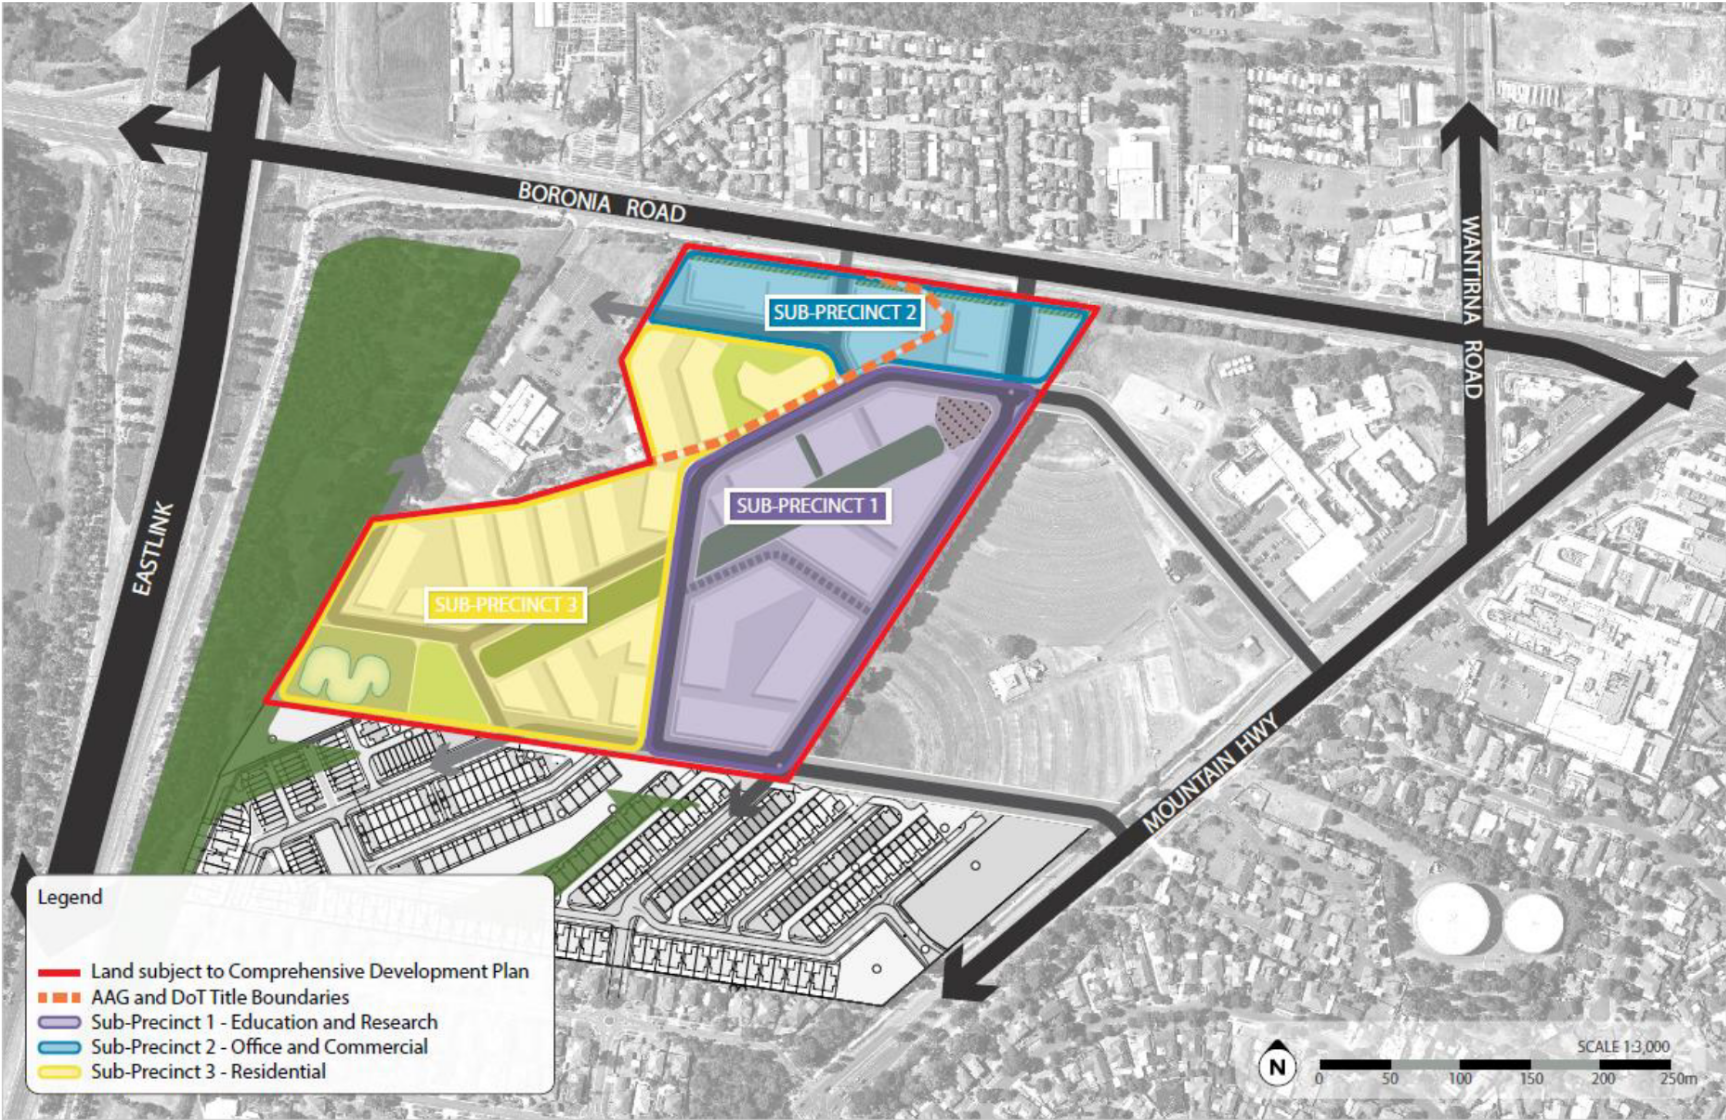 BORONIA ROAD
WANTIRNA ROAD
SUB-PRECINCT 2
SUB-PRECINCT 1
EASTLINK
SUB-PRECINCT 3
MOUNTAIN HWY
Legend
Land subject to Comprehensive Development Plan
AAG and DoT Title Boundaries
Sub-Precinct 1 - Education and Research
Sub-Precinct 2 - Office and Commercial
Sub-Precinct 3 - Residential
N
SCALE 1:3,000
0 50 100 150 200 250m